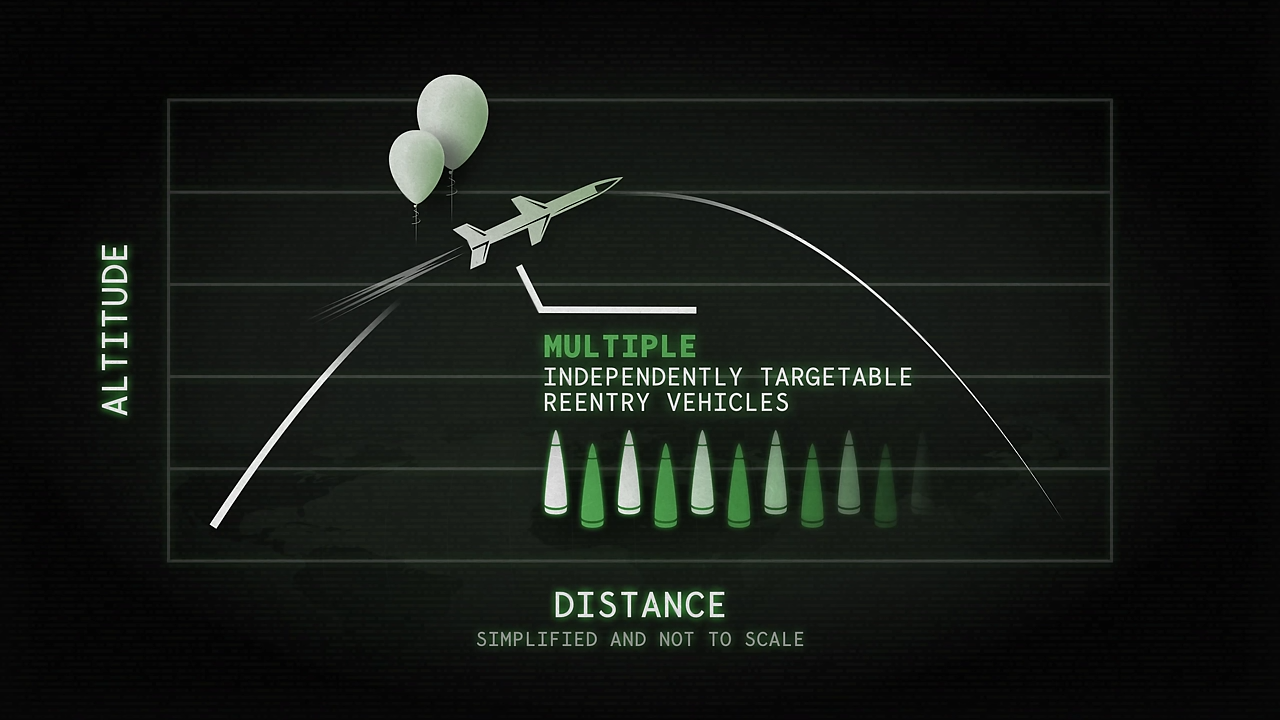 ALTITUDE
MULTIPLE
INDEPENDENTLY TARGETABLE
REENTRY VEHICLES
DISTANCE
SIMPLIFIED AND NOT TO SCALE